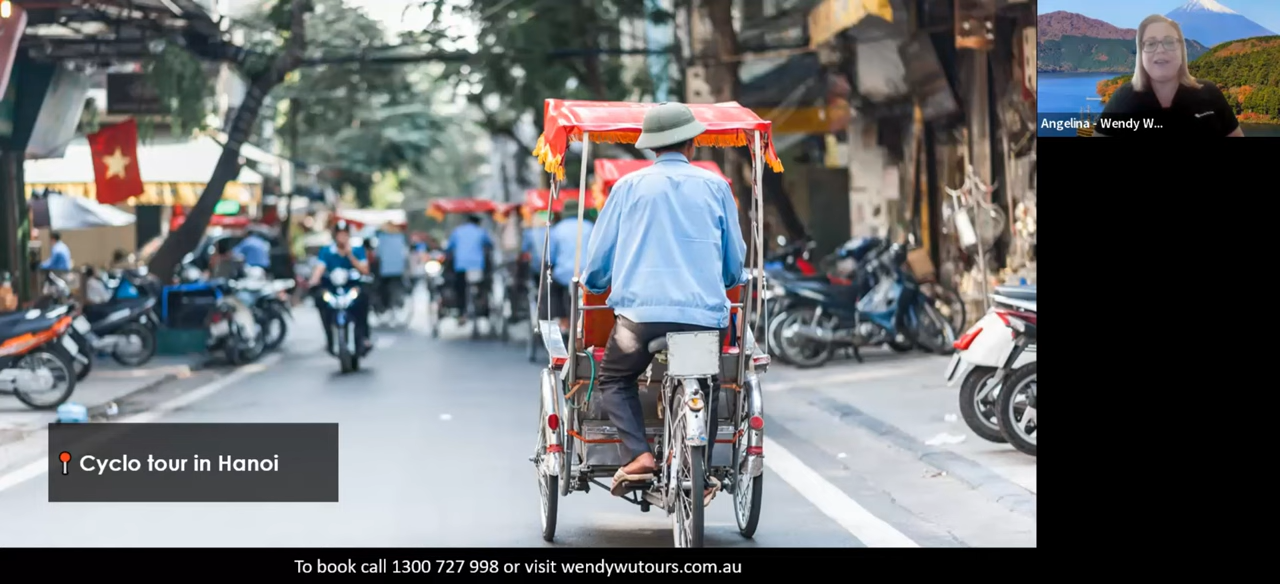 Angelina - Wendy W...
Cyclo tour in Hanoi
To book call 1300 727 998 or visit wendywutours.com.au